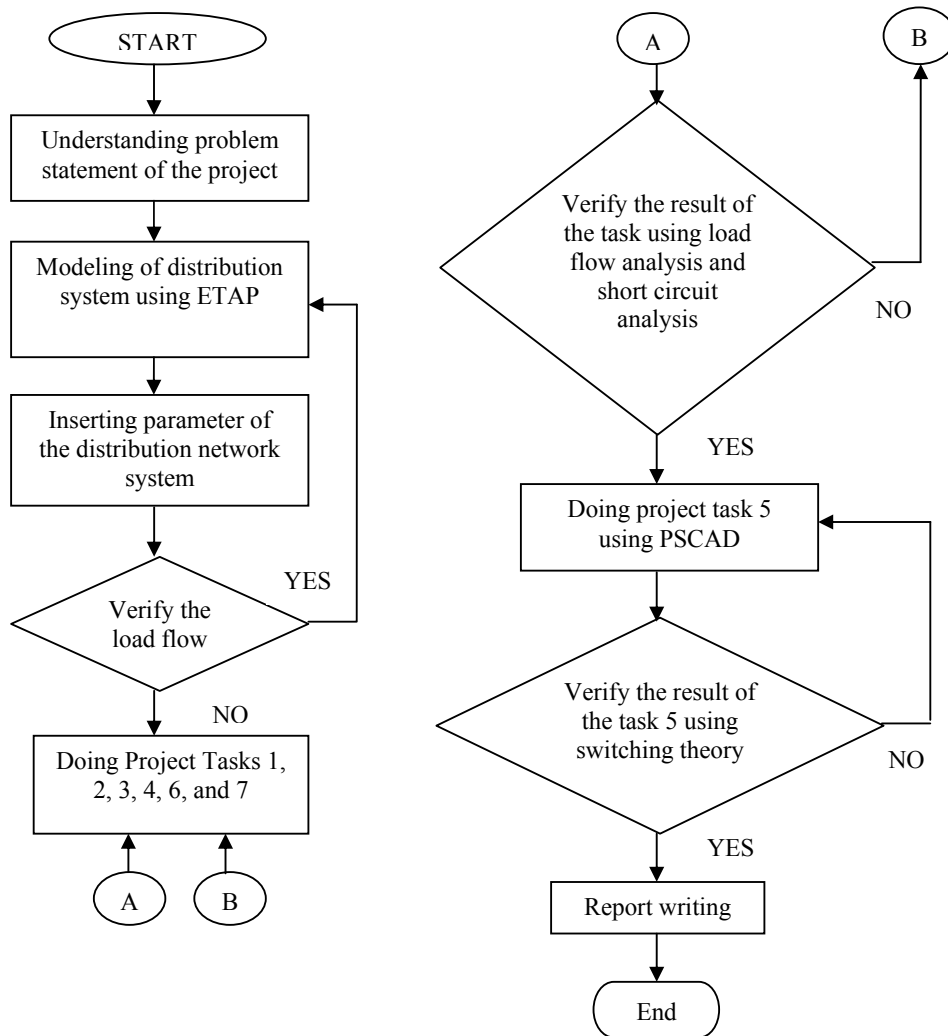 START
Understanding problem
statement of the project
Modeling of distribution
system using ETAP
Inserting parameter of
the distribution network
system
YES
Verify the
load flow
NO
Doing Project Tasks 1,
2, 3, 4, 6, and 7
A
B
A
B
Verify the result of
the task using load
flow analysis and
short circuit
analysis
NO
YES
Doing project task 5
using PSCAD
Verify the result of
the task 5 using
switching theory
NO
YES
Report writing
End